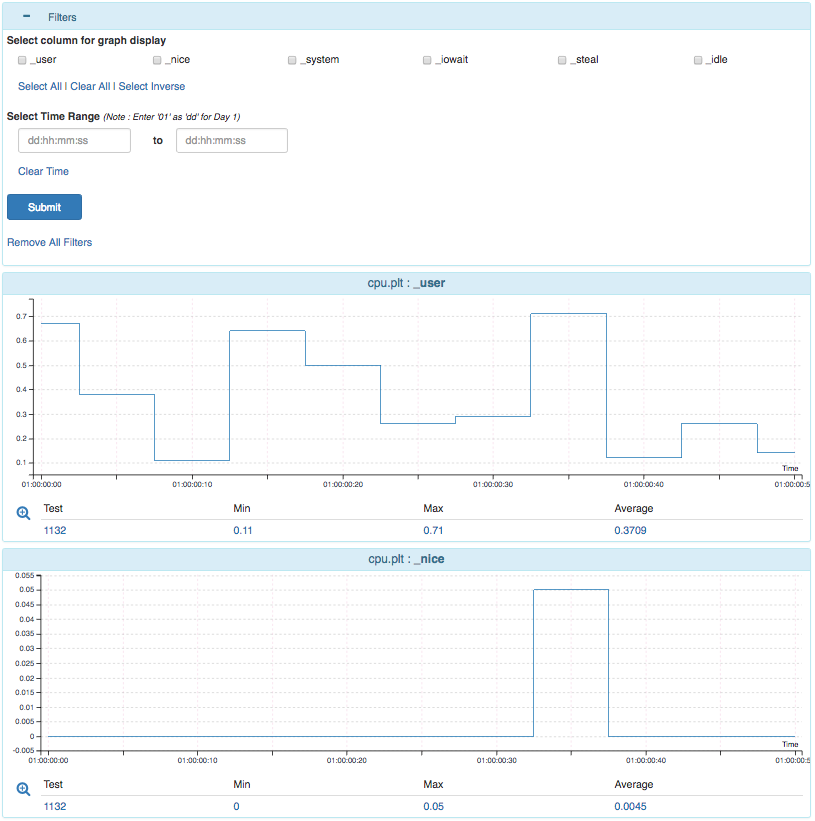 − Filters
Select column for graph display
_user _nice _system _iowait _steal _idle
Select All | Clear All | Select Inverse
Select Time Range (Note : Enter '01' as 'dd' for Day 1)
dd:hh:mm:ss to dd:hh:mm:ss
Clear Time
Submit
Remove All Filters
cpu.plt : _user
0.7
0.6
0.5
0.4
0.3
0.2
0.1
Time
01:00:00:00 01:00:00:10 01:00:00:20 01:00:00:30 01:00:00:40 01:00:00:5
Test Min Max Average
1132 0.11 0.71 0.3709
cpu.plt : _nice
0.055
0.05
0.045
0.04
0.035
0.03
0.025
0.02
0.015
0.01
0.005
0
-0.005
Time
01:00:00:00 01:00:00:10 01:00:00:20 01:00:00:30 01:00:00:40 01:00:00:5
Test Min Max Average
1132 0 0.05 0.0045